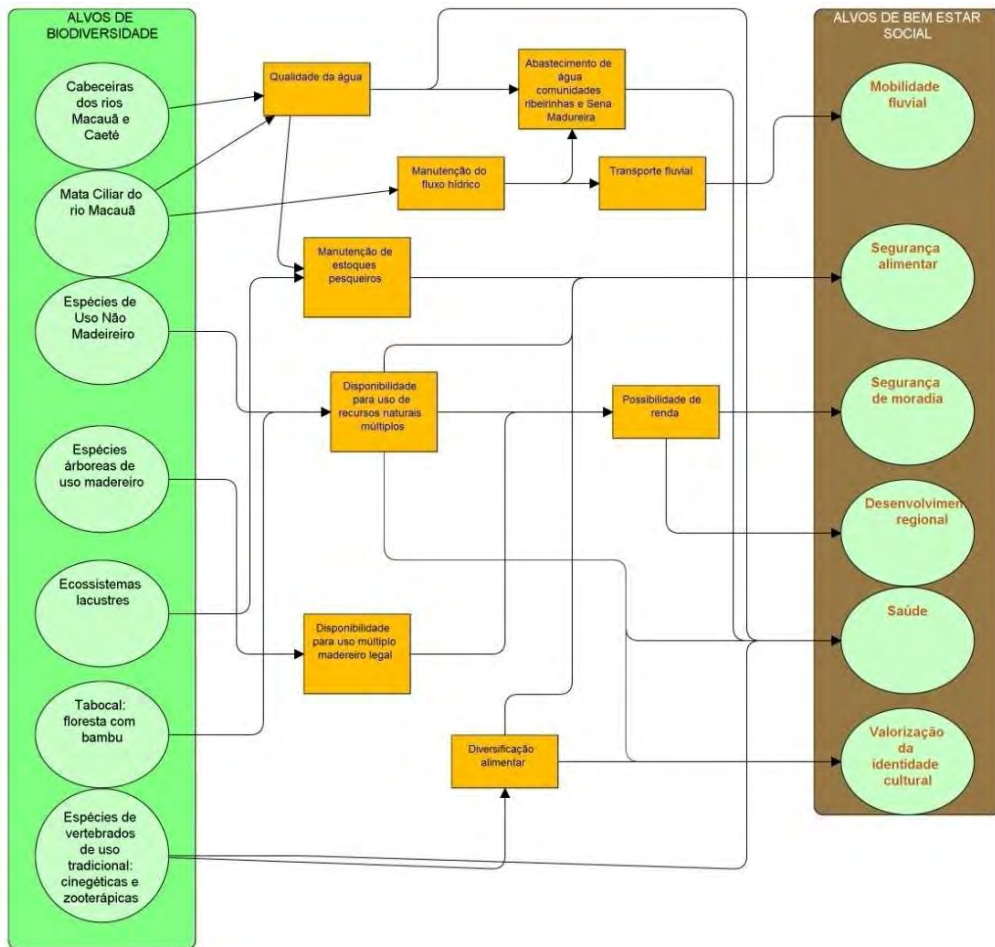 ALVOS DE
BIODIVERSIDADE
Cabeceiras
dos rios
Macauã e
Caeté
Mata Ciliar do
rio Macauã
Espécies de
Uso Não
Madeireiro
Espécies
árboreas de
uso madereiro
Ecossistemas
lacustres
Tabocal:
floresta com
bambu
Espécies de
vertebrados
de uso
tradicional:
cinegéticas e
zooterápicas
Qualidade da água
Abastecimento de
água
comunidades
ribeirinhas e Sena
Madureira
Manutenção do
fluxo hídrico
Transporte fluvial
Manutenção de
estoques
pesqueiros
Disponibilidade
para uso de
recursos naturais
múltiplos
Possibilidade de
renda
Disponibilidade
para uso múltiplo
madereiro legal
Diversificação
alimentar
ALVOS DE BEM ESTAR
SOCIAL
Mobilidade
fluvial
Segurança
alimentar
Segurança
de moradia
Desenvolvimen
regional
Saúde
Valorização
da
identidade
cultural